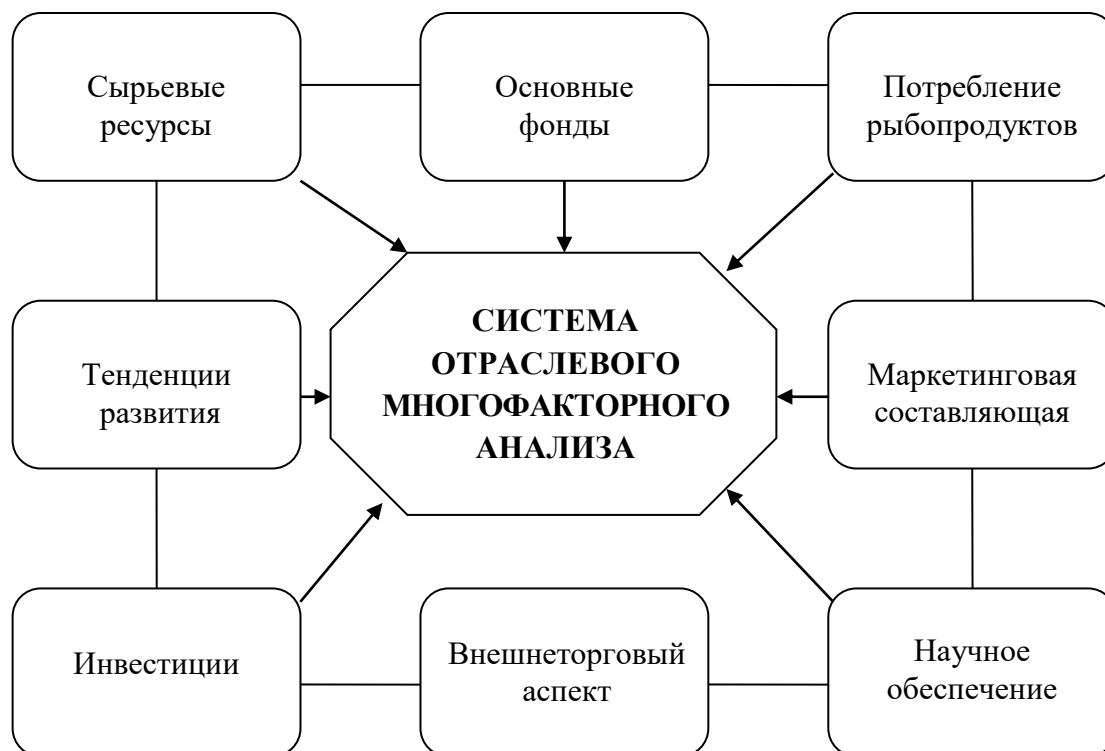 Сырьевые
ресурсы
Основные
фонды
Потребление
рыбопродуктов
Тенденции
развития
СИСТЕМА
ОТРАСЛЕВОГО
МНОГОФАКТОРНОГО
АНАЛИЗА
Маркетинговая
составляющая
Инвестиции
Внешнеторговый
аспект
Научное
обеспечение